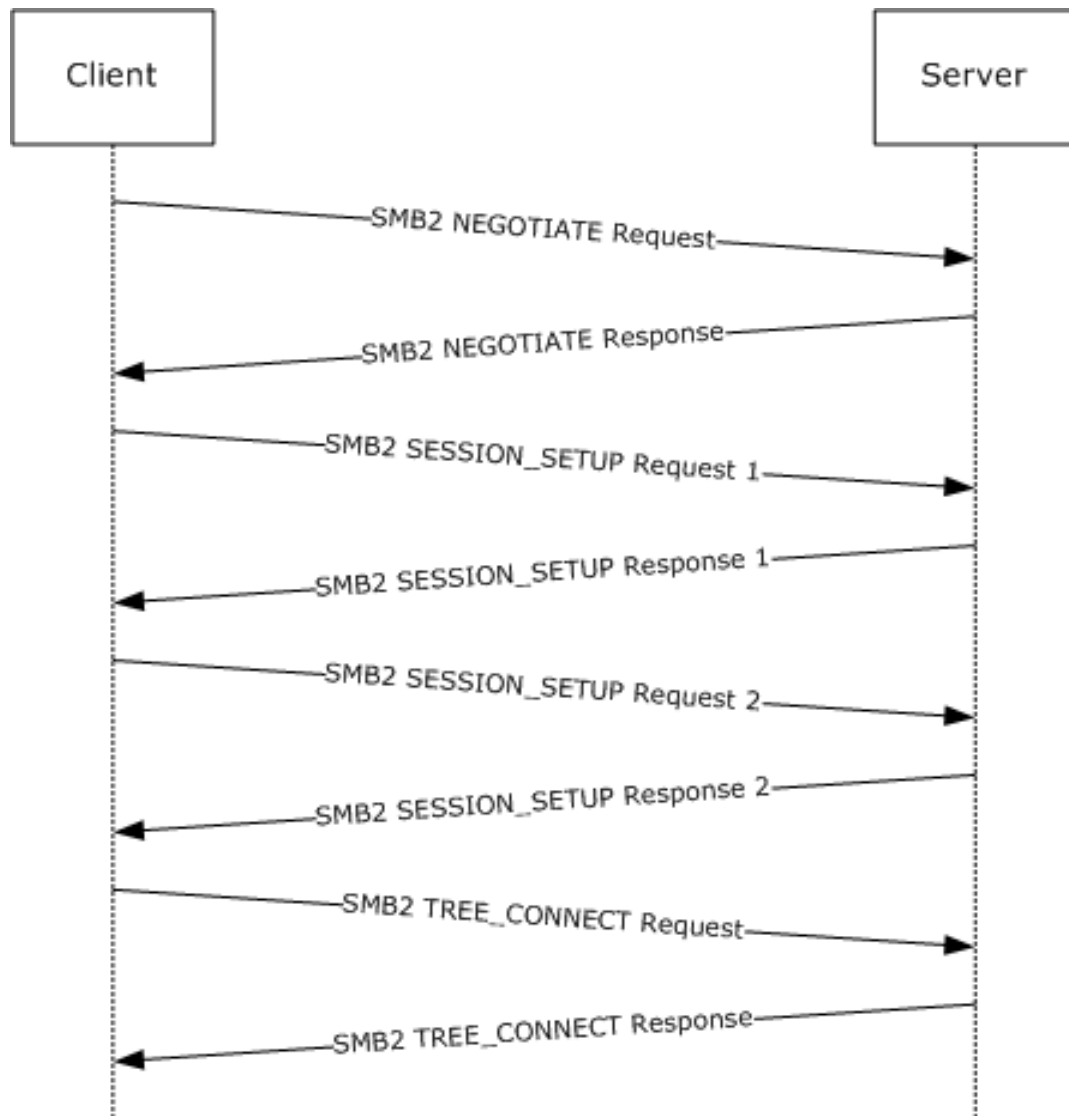 Client
Server
SMB2 NEGOTIATE Request
SMB2 NEGOTIATE Response
SMB2 SESSION_SETUP Request 1
SMB2 SESSION_SETUP Response 1
SMB2 SESSION_SETUP Request 2
SMB2 SESSION_SETUP Response 2
SMB2 TREE_CONNECT Request
SMB2 TREE_CONNECT Response